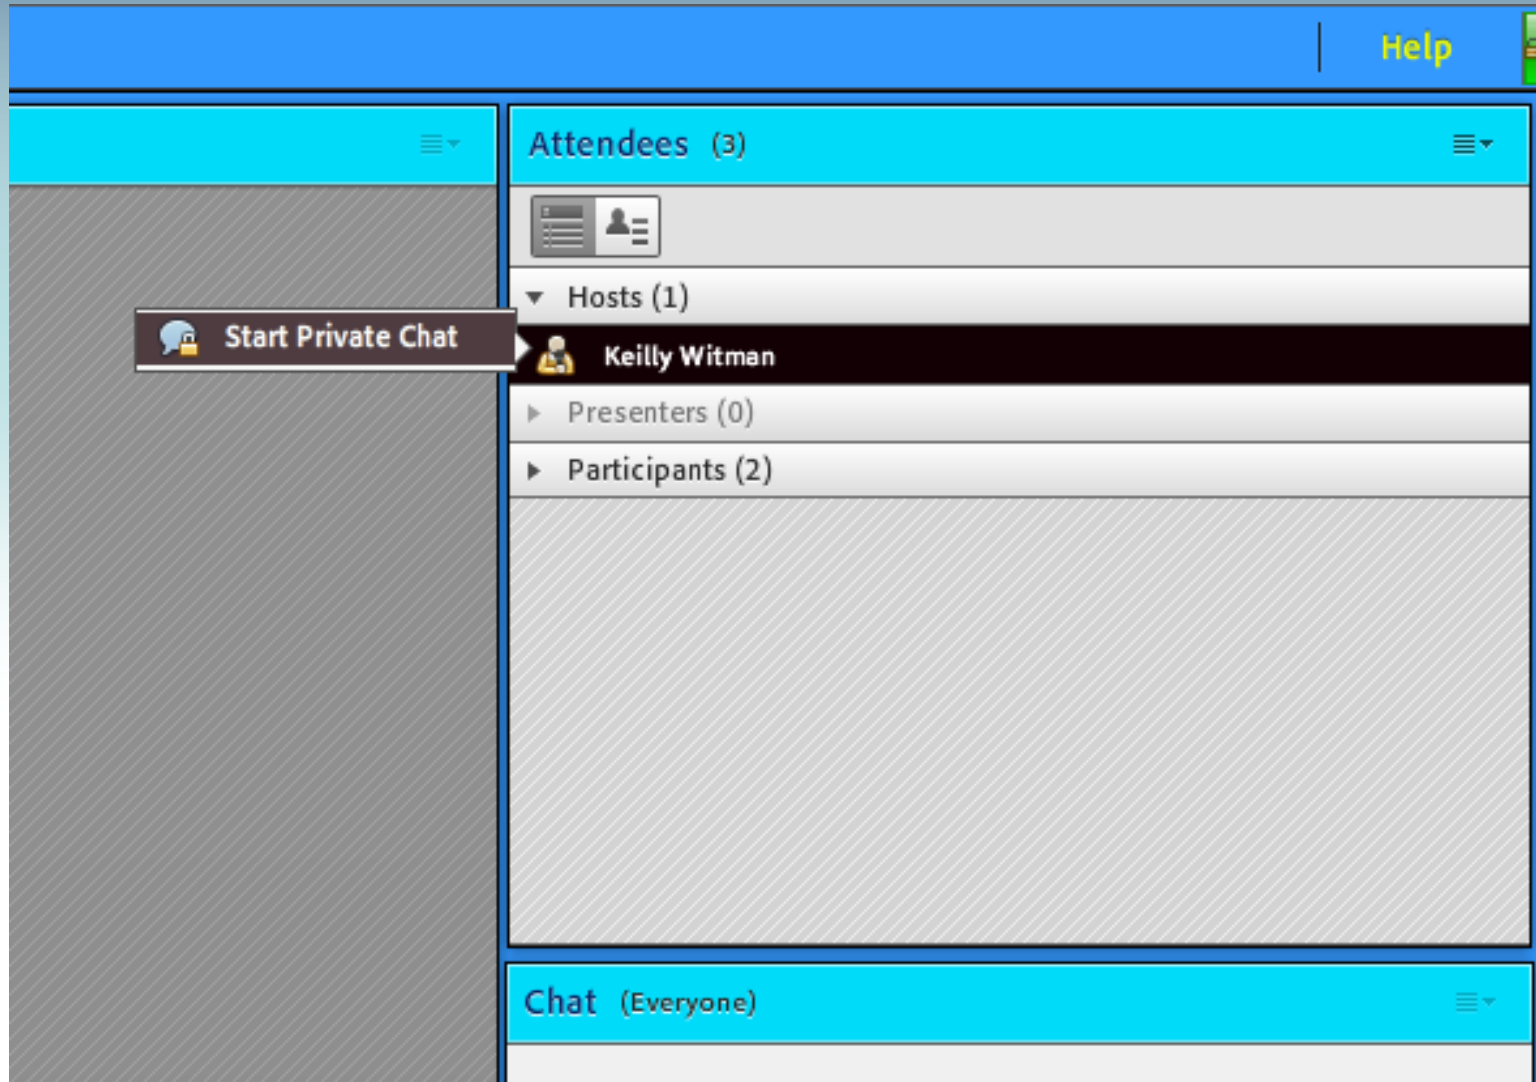 Help
Attendees (3)
Hosts (1)
Start Private Chat
Keilly Witman
Presenters (0)
Participants (2)
Chat (Everyone)